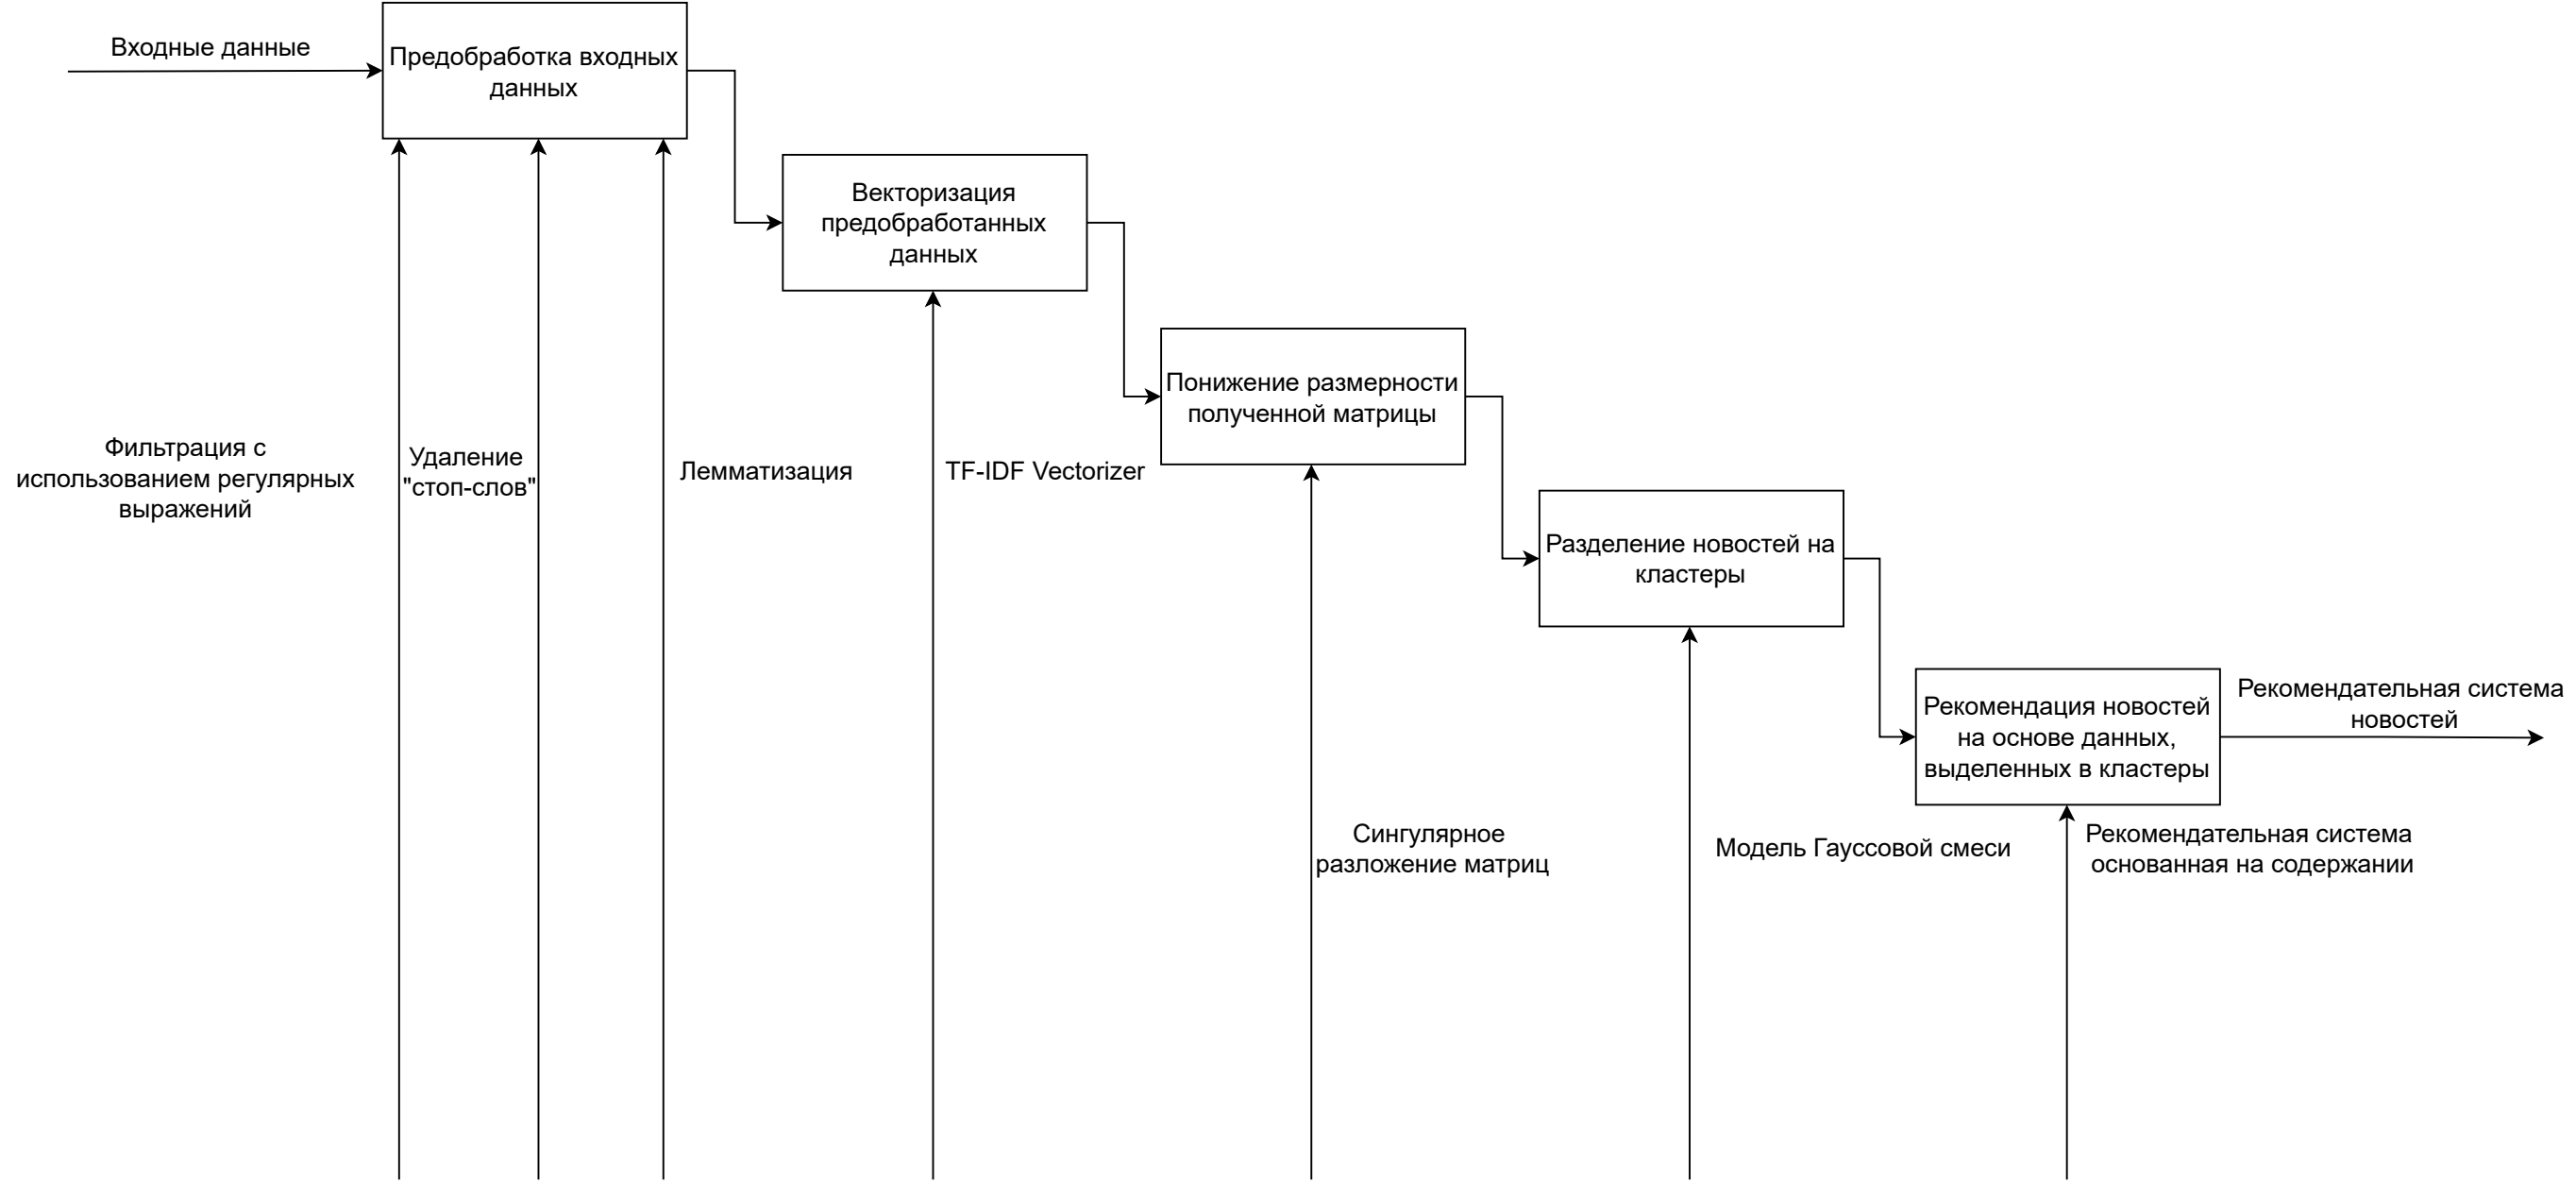 Входные данные
Предобработка входных
данных
Векторизация
предобработанных
данных
Понижение размерности
полученной матрицы
Фильтрация с
использованием регулярных
выражений
Удаление
"стоп-слов"
Лемматизация
TF-IDF Vectorizer
Разделение новостей на
кластеры
Рекомендация новостей
на основе данных,
выделенных в кластеры
Рекомендательная система
новостей
Сингулярное
разложение матриц
Модель Гауссовой смеси
Рекомендательная система
основанная на содержании